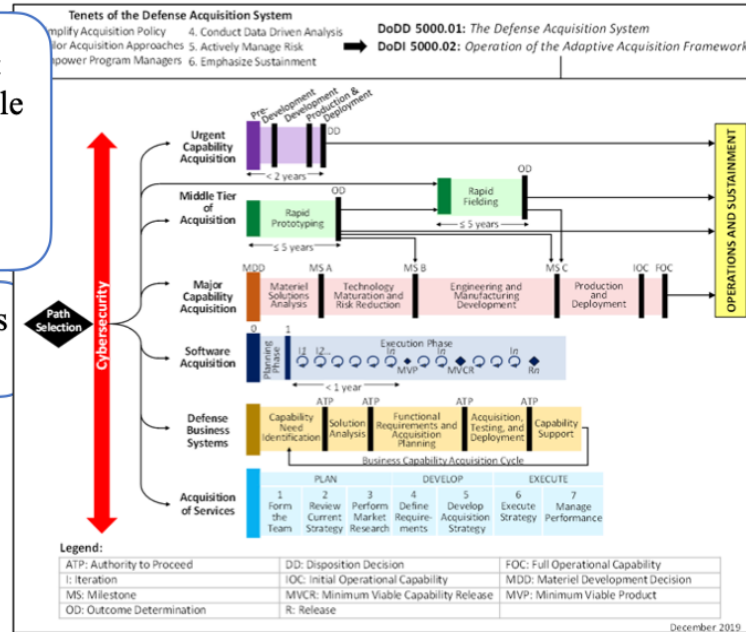 Tenets of the Defense Acquisition System
mplify Acquisition Policy
lor Acquisition Approaches
power Program Managers
4. Conduct Data Driven Analysis
5. Actively Manage Risk
6. Emphasize Sustainment
DoDD 5000.01: The Defense Acquisition System
DoDI 5000.02: Operation of the Adaptive Acquisition Framework
le
s
Path
Selection
Cybersecurity
Urgent
Capability
Acquisition
Pre-
Development
Development
Production &
Deployment
DD
< 2 years
Middle Tier
of
Acquisition
Rapid
Prototyping
OD
≤ 5 years
Rapid
Fielding
OD
≤ 5 years
Major
Capability
Acquisition
MDD
MS A
MS B
MS C
IOC
FOC
Materiel
Solutions
Analysis
Technology
Maturation and
Risk Reduction
Engineering and
Manufacturing
Development
Production
and
Deployment
Software
Acquisition
0
1
Planning
Phase
Execution Phase
I1
I2...
In
In
In
MVP
MVCR
Rn
< 1 year
Defense
Business
Systems
ATP
ATP
ATP
ATP
Capability
Need
Identification
Solution
Analysis
Functional
Requirements and
Acquisition
Planning
Acquisition,
Testing, and
Deployment
Capability
Support
Business Capability Acquisition Cycle
Acquisition
of Services
PLAN
DEVELOP
EXECUTE
1
Form
the
Team
2
Review
Current
Strategy
3
Perform
Market
Research
4
Define
Require-
ments
5
Develop
Acquisition
Strategy
6
Execute
Strategy
7
Manage
Performance
OPERATIONS AND SUSTAINMENT
Legend:
ATP: Authority to Proceed
DD: Disposition Decision
FOC: Full Operational Capability
I: Iteration
IOC: Initial Operational Capability
MDD: Materiel Development Decision
MS: Milestone
MVCR: Minimum Viable Capability Release
MVP: Minimum Viable Product
OD: Outcome Determination
R: Release
December 2019